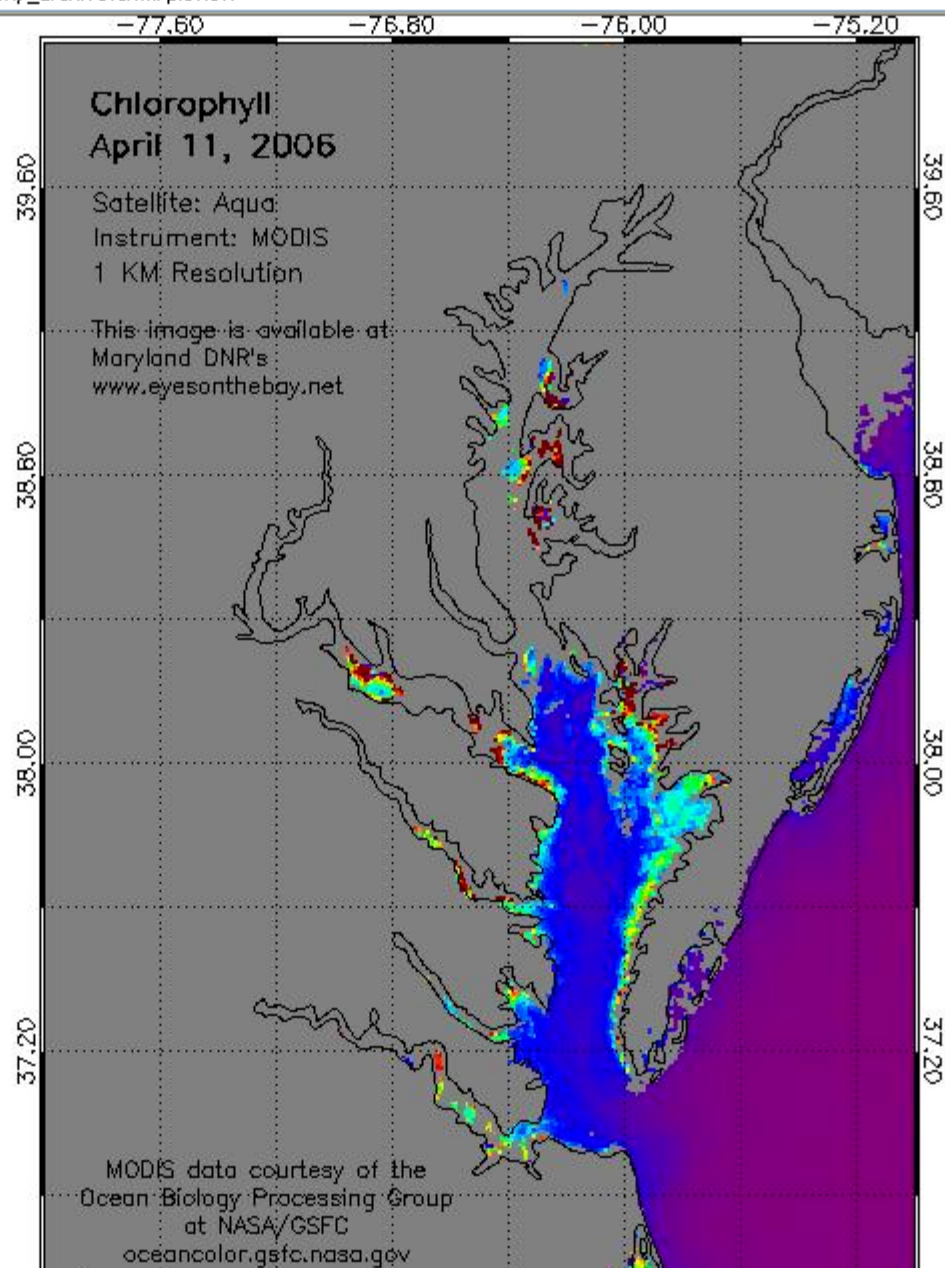 −77.60 −76.80 −76.00 −75.20
Chlorophyll
April 11, 2006
39.60 39.60
Satellite: Aqua
Instrument: MODIS
1 KM Resolution
This image is available at
Maryland DNR's
www.eyesonthebay.net
38.80 38.80
38.00 38.00
37.20 37.20
MODIS data courtesy of the
Ocean Biology Processing Group
at NASA/GSFC
oceancolor.gsfc.nasa.gov